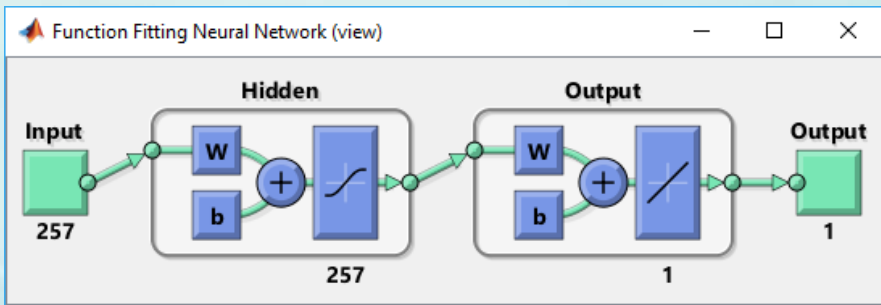 Function Fitting Neural Network (view)
Hidden
Output
Input
Output
W
W
+
+
b
b
257
1
257
1